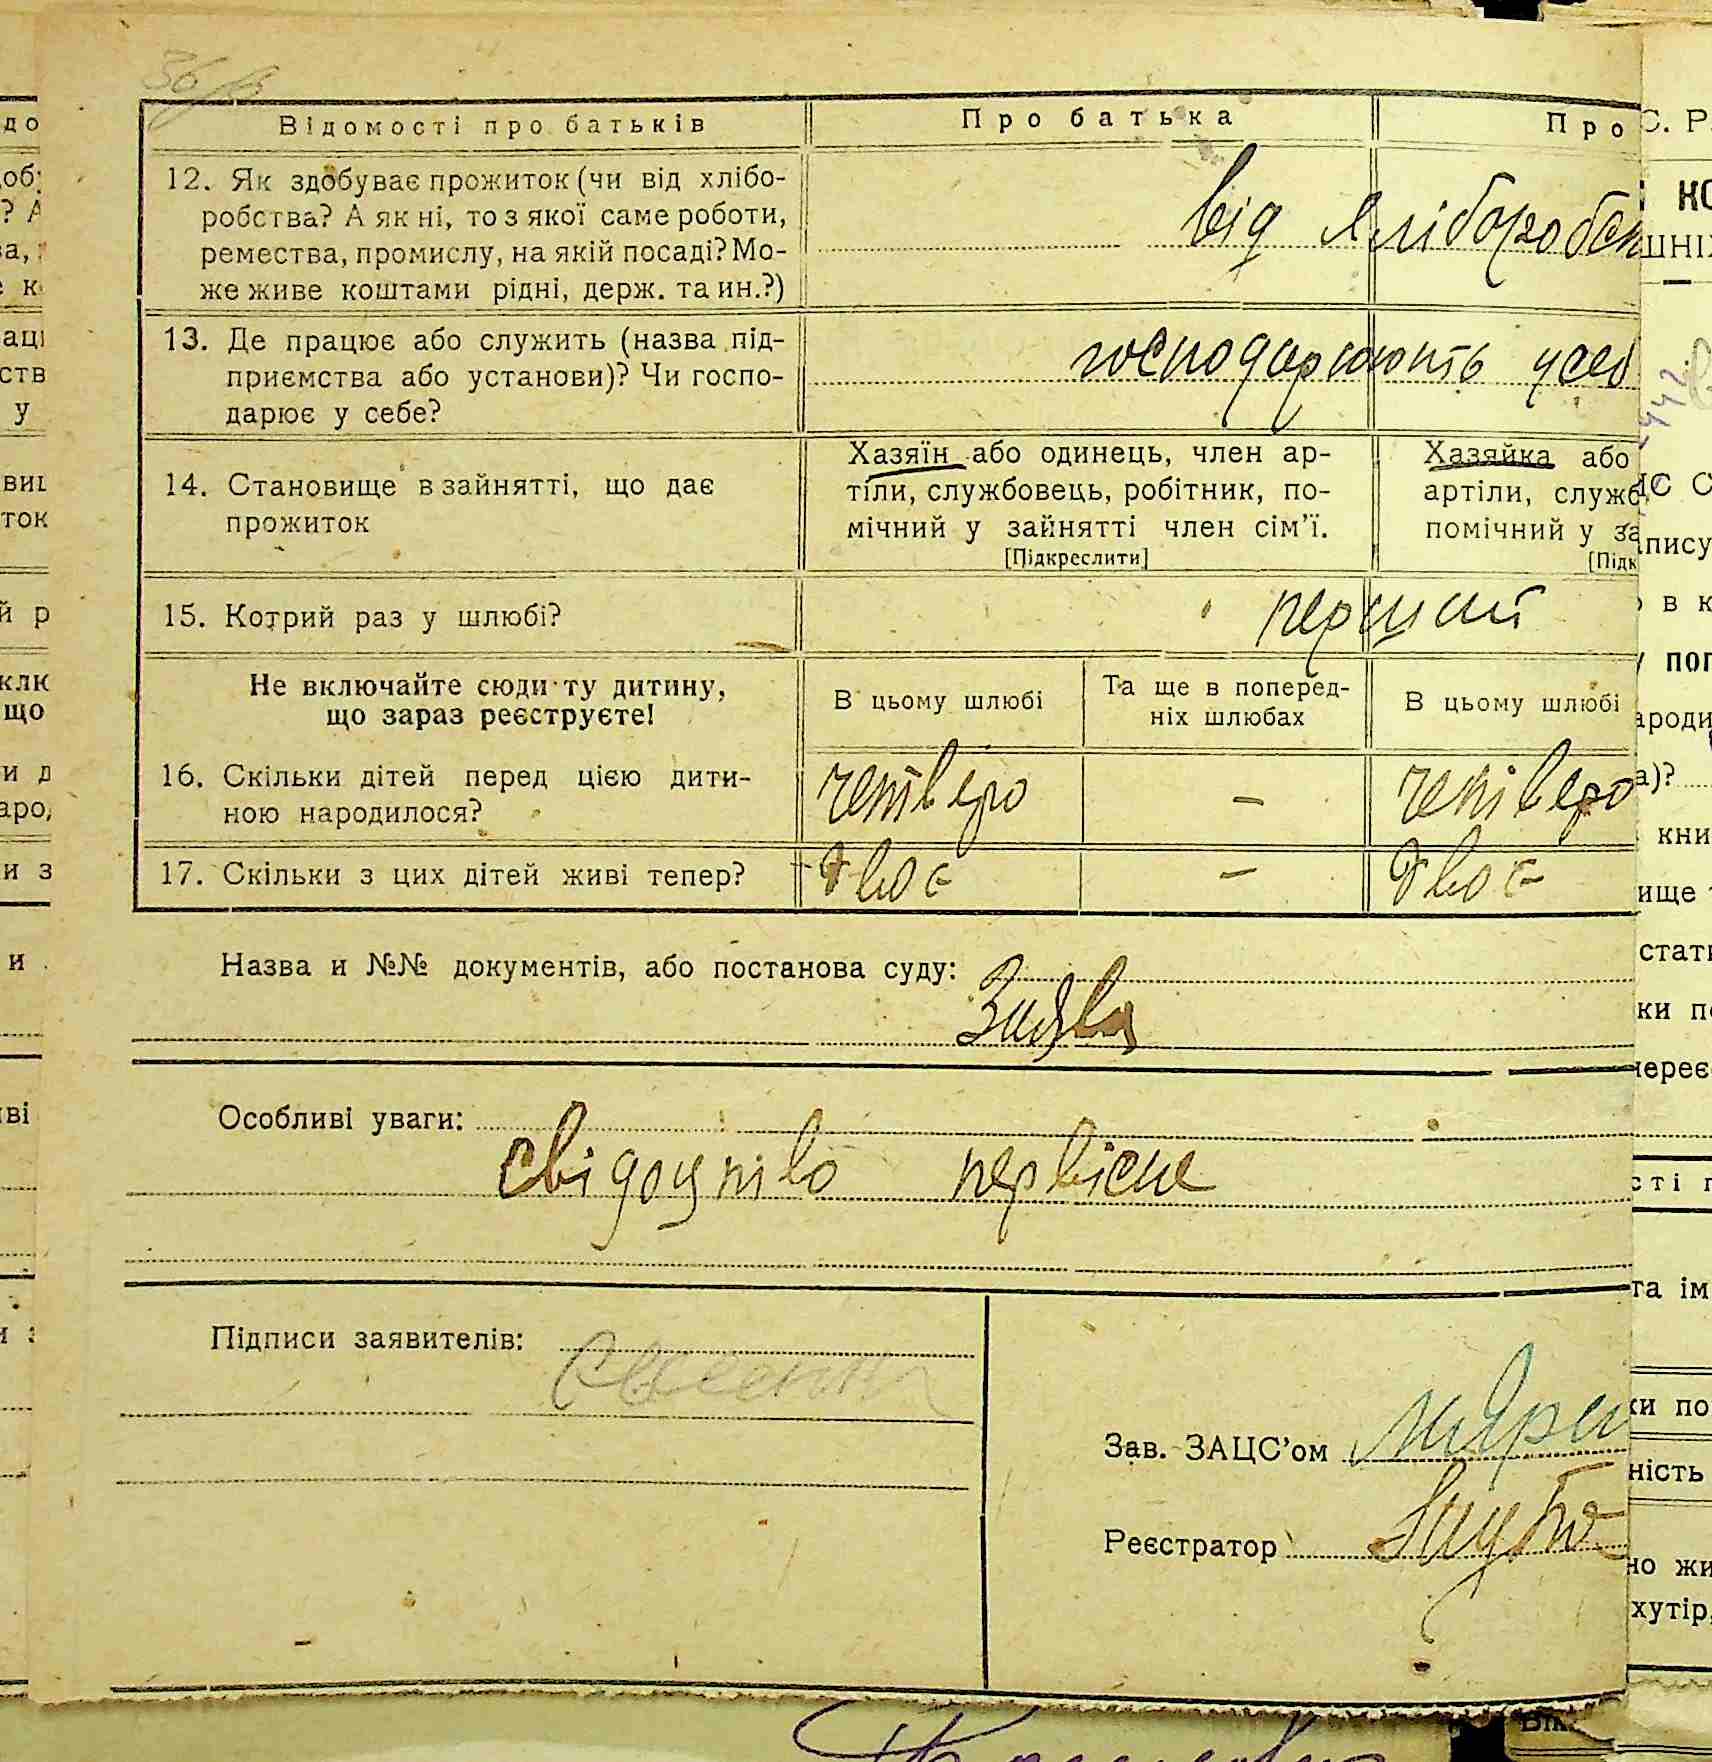 Відомості про батьків
Про батька
Про
12. Як здобуває прожиток (чи від хлібо-
робства? А як ні, то з якої саме роботи,
ремества, промислу, на якій посаді? Мо-
же живе коштами рідні, держ. та ин.?)
від хліборобст
13. Де працює або служить (назва під-
приємства або установи)? Чи госпо-
дарює у себе?
господарюють у себ
14. Становище в зайнятті, що дає
прожиток
Хазяїн або одинець, член ар-
тіли, службовець, робітник, по-
мічний у зайнятті член сім'ї.
[Підкреслити]
Хазяйка або
артіли, службо
помічний у за
[Підк
15. Котрий раз у шлюбі?
перший
Не включайте сюди ту дитину,
що зараз реєструєте!
В цьому шлюбі
Та ще в поперед-
ніх шлюбах
В цьому шлюбі
16. Скільки дітей перед цією дити-
ною народилося?
четверо
–
четверо
17. Скільки з цих дітей живі тепер?
двоє
–
двоє
Назва и №№ документів, або постанова суду:
Заява
Особливі уваги:
свідоцтво первісне
Підписи заявителів:
Зав. ЗАЦС'ом
Реєстратор